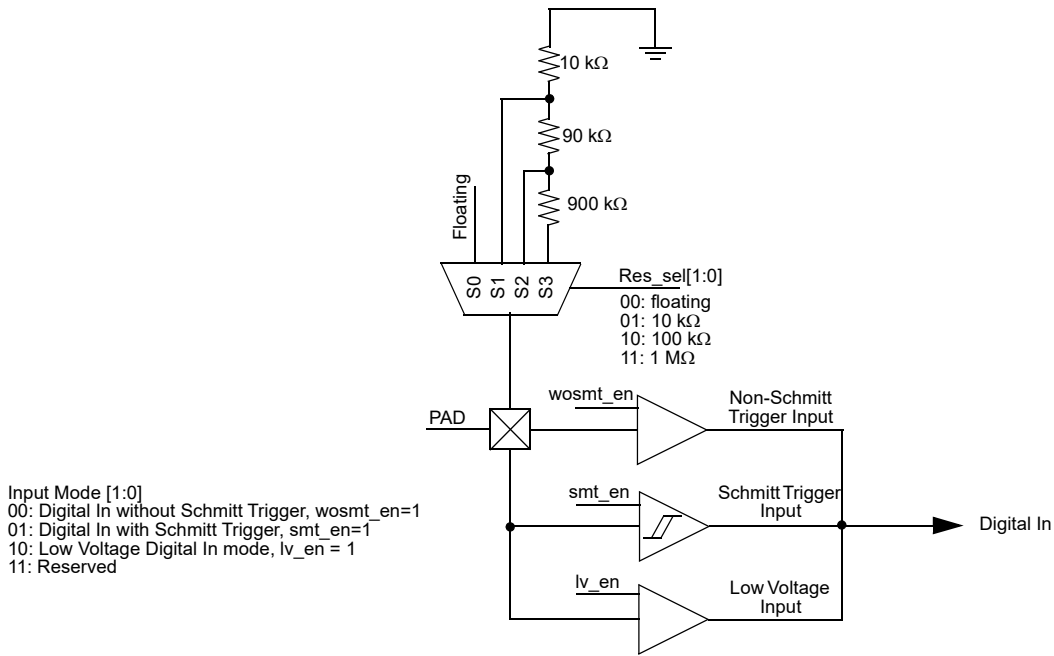 10 kΩ
90 kΩ
900 kΩ
Floating
S0
S1
S2
S3
Res_sel[1:0]
00: floating
01: 10 kΩ
10: 100 kΩ
11: 1 MΩ
PAD
wosmt_en
Non-Schmitt
Trigger Input
Input Mode [1:0]
00: Digital In without Schmitt Trigger, wosmt_en=1
01: Digital In with Schmitt Trigger, smt_en=1
10: Low Voltage Digital In mode, lv_en = 1
11: Reserved
smt_en
Schmitt Trigger
Input
Digital In
lv_en
Low Voltage
Input